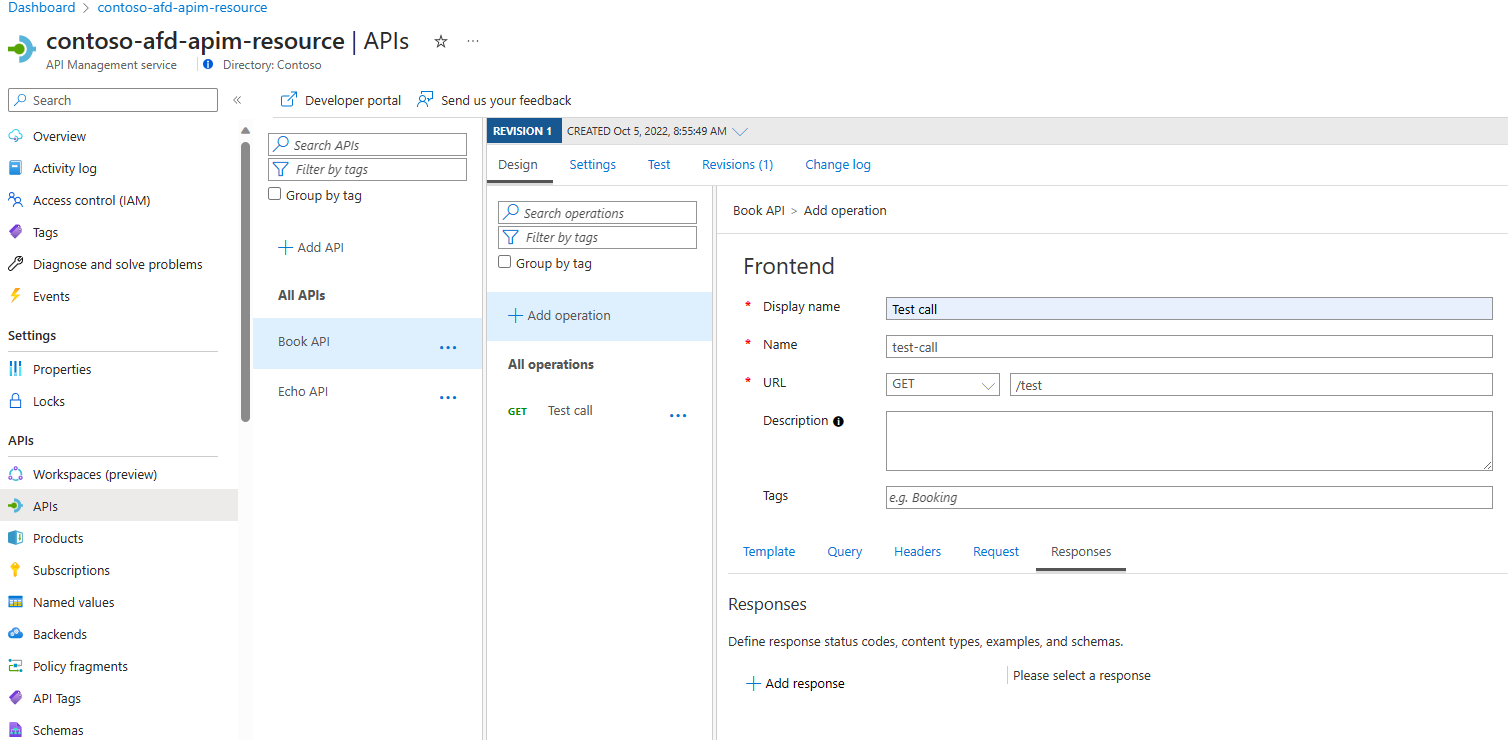 Dashboard > contoso-afd-apim-resource
contoso-afd-apim-resource | APIs
API Management service
Directory: Contoso
Search
Overview
Activity log
Access control (IAM)
Tags
Diagnose and solve problems
Events
Settings
Properties
Locks
APIs
Workspaces (preview)
APIs
Products
Subscriptions
Named values
Backends
Policy fragments
API Tags
Schemas
Developer portal
Send us your feedback
Search APIs
Filter by tags
Group by tag
Add API
All APIs
Book API
Echo API
REVISION 1
CREATED Oct 5, 2022, 8:55:49 AM
Design
Settings
Test
Revisions (1)
Change log
Search operations
Filter by tags
Group by tag
Add operation
All operations
GET Test call
Book API > Add operation
Frontend
* Display name
Test call
* Name
test-call
* URL
GET
/test
Description
Tags
e.g. Booking
Template
Query
Headers
Request
Responses
Responses
Define response status codes, content types, examples, and schemas.
Add response
Please select a response